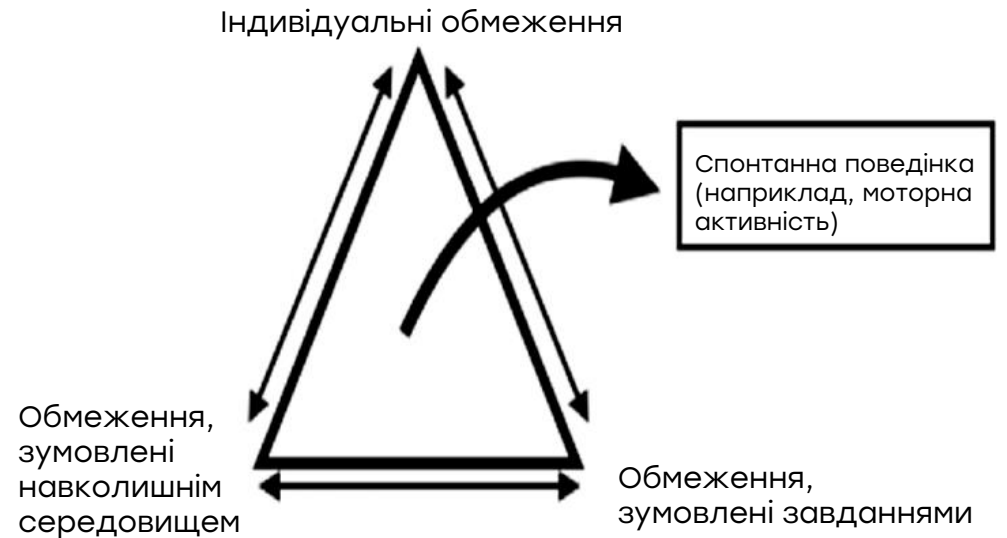 Індивідуальні обмеження
Спонтанна поведінка
(наприклад, моторна
активність)
Обмеження,
зумовлені
навколишнім
середовищем
Обмеження,
зумовлені завданнями